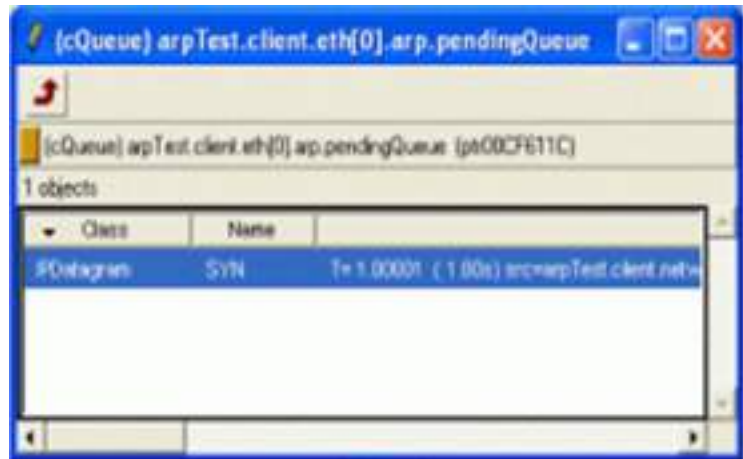 (cQueue) arpTest.client.eth[0].arp.pendingQueue
(cQueue) arpTest.client.eth[0].arp.pendingQueue (ptr00CF611C)
1 objects
Class Name
IPDatagram SYN T= 1.00001 ( 1.00s) src=arpTest.client.netw